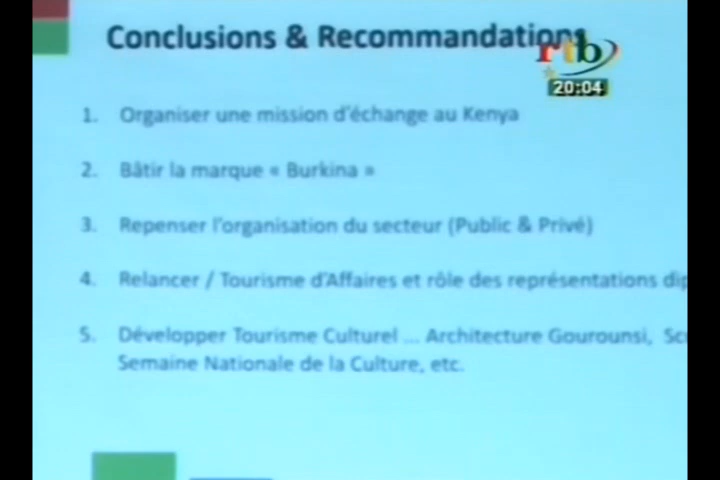 Conclusions & Recommandations
rtb
20:04
1. Organiser une mission d'échange au Kenya
2. Bâtir la marque « Burkina »
3. Repenser l'organisation du secteur (Public & Privé)
4. Relancer / Tourisme d'Affaires et rôle des représentations
5. Développer Tourisme Culturel ... Architecture Gourounsi,
Semaine Nationale de la Culture, etc.